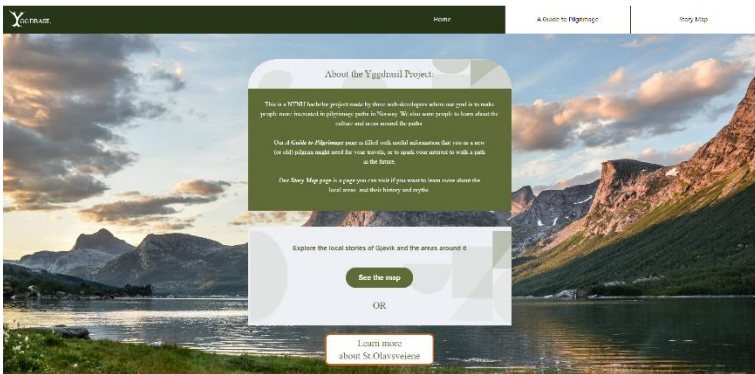 YGGDRASIL
Home
A Guide to Pilgrimage
Story Map
About the Yggdrasil Project:
This is a NTNU bachelor project made by three web-developers where our goal is to make
people more interested in pilgrimage paths in Norway. We also want people to learn about the
culture and areas around the paths
Our A Guide to Pilgrimage page is filled with useful information that you as a new
(or old) pilgrim might need for your travels, or to spark your interest to walk a path
in the future.
Our Story Map page is a page you can visit if you want to learn more about the
local areas and their history and myths
Explore the local stories of Gjøvik and the areas around it
See the map
OR
Learn more
about St.Olavsveiene